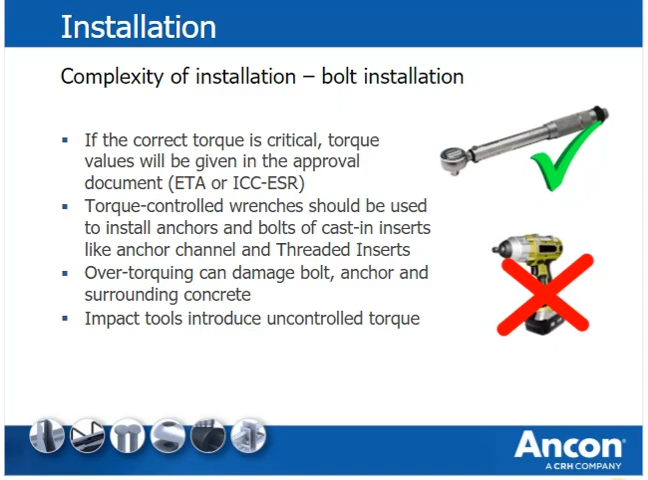 Installation
Complexity of installation – bolt installation
▪ If the correct torque is critical, torque
values will be given in the approval
document (ETA or ICC-ESR)
▪ Torque-controlled wrenches should be used
to install anchors and bolts of cast-in inserts
like anchor channel and Threaded Inserts
▪ Over-torquing can damage bolt, anchor and
surrounding concrete
▪ Impact tools introduce uncontrolled torque
Ancon®
A CRH COMPANY